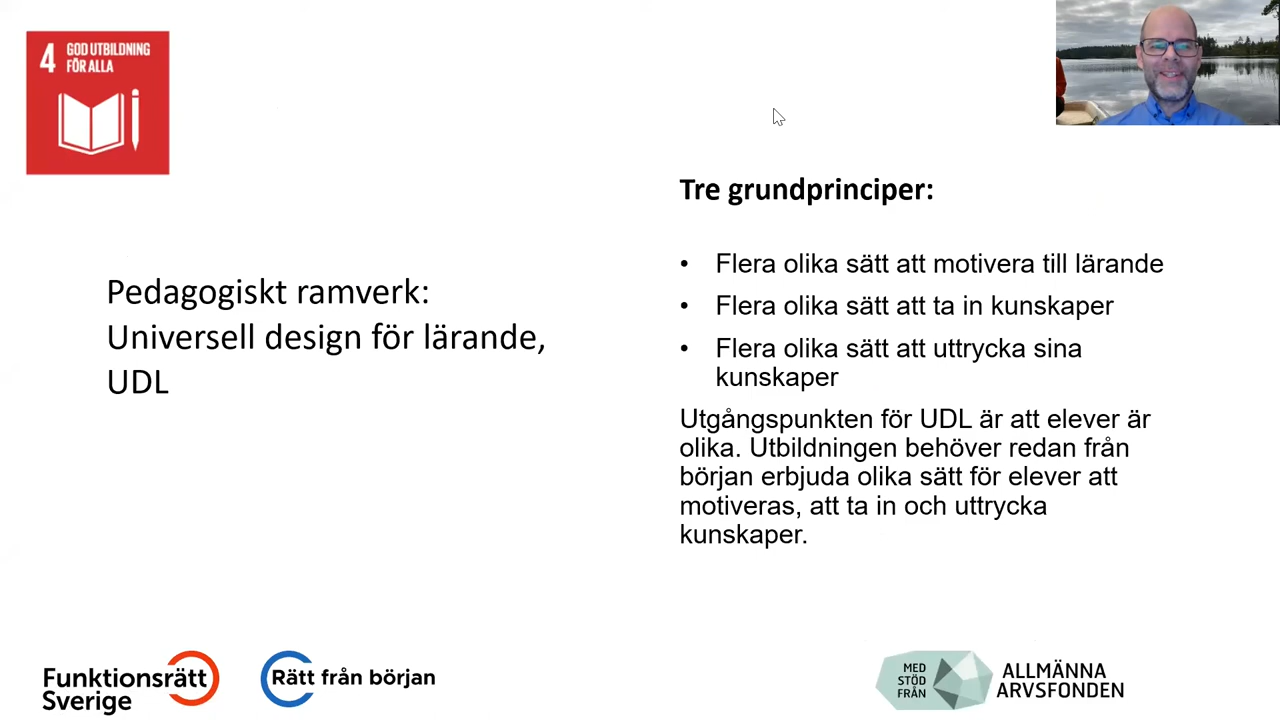 4 GOD UTBILDNING
FÖR ALLA
Pedagogiskt ramverk:
Universell design för lärande,
UDL
Tre grundprinciper:
• Flera olika sätt att motivera till lärande
• Flera olika sätt att ta in kunskaper
• Flera olika sätt att uttrycka sina
kunskaper
Utgångspunkten för UDL är att elever är
olika. Utbildningen behöver redan från
början erbjuda olika sätt för elever att
motiveras, att ta in och uttrycka
kunskaper.
Funktionsrätt
Sverige
Rätt från början
MED
STÖD
FRÅN
ALLMÄNNA
ARVSFONDEN